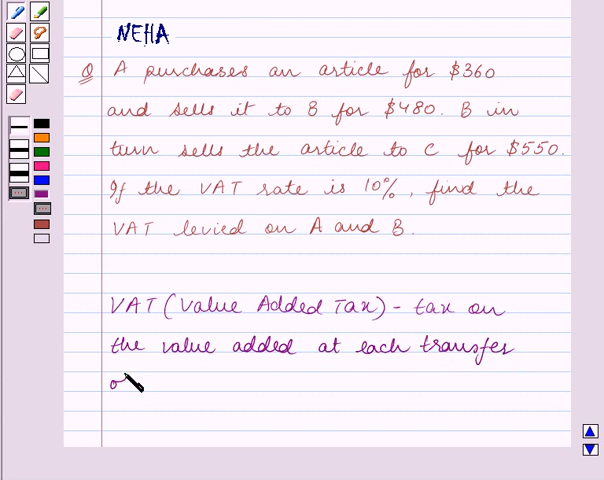 NEHA
Q A purchases an article for $360
and sells it to B for $480. B in
turn sells the article to C for $550.
If the VAT rate is 10%, find the
VAT levied on A and B.
VAT (Value Added Tax) - tax on
the value added at each transfer
o